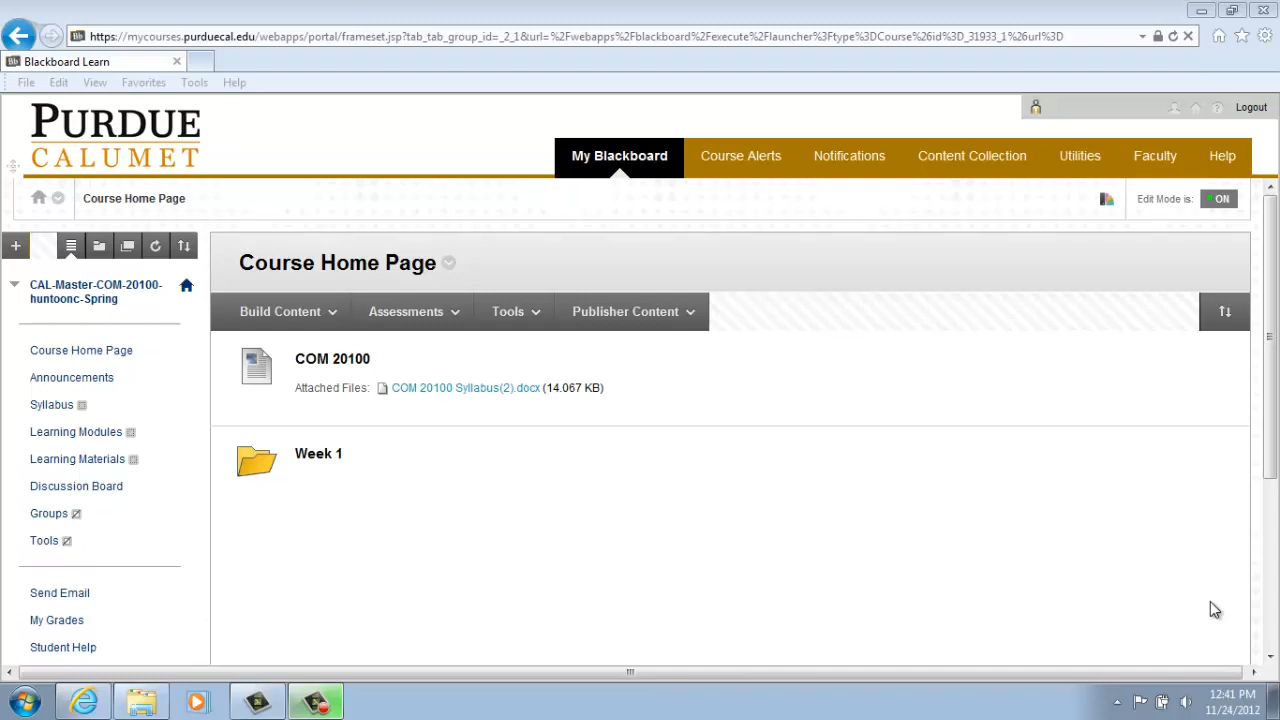 https://mycourses.purduecal.edu/webapps/portal/frameset.jsp?tab_tab_group_id=_2_1&url=%2Fwebapps%2Fblackboard%2Fexecute%2Flauncher%3Ftype%3DCourse%26id%3D_31933_1%26url%3D
Blackboard Learn
File Edit View Favorites Tools Help
Logout
PURDUE
CALUMET
My Blackboard Course Alerts Notifications Content Collection Utilities Faculty Help
Course Home Page
Edit Mode is: ON
CAL-Master-COM-20100-
huntoonc-Spring
Course Home Page
Announcements
Syllabus
Learning Modules
Learning Materials
Discussion Board
Groups
Tools
Send Email
My Grades
Student Help
Course Home Page
Build Content Assessments Tools Publisher Content
COM 20100
Attached Files: COM 20100 Syllabus(2).docx (14.067 KB)
Week 1
12:41 PM
11/24/2012